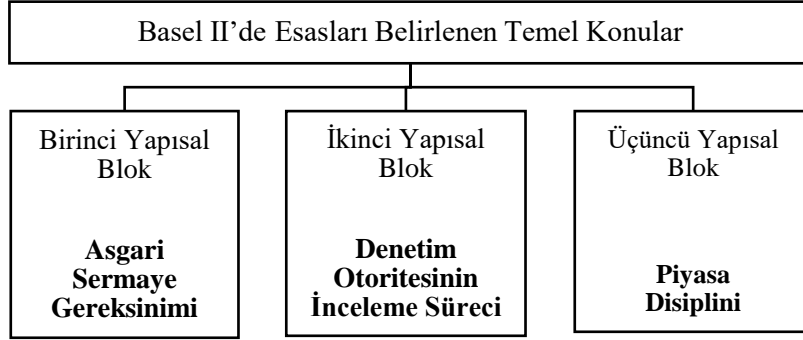 Basel II’de Esasları Belirlenen Temel Konular
Birinci Yapısal
Blok
Asgari
Sermaye
Gereksinimi
İkinci Yapısal
Blok
Denetim
Otoritesinin
İnceleme Süreci
Üçüncü Yapısal
Blok
Piyasa
Disiplini